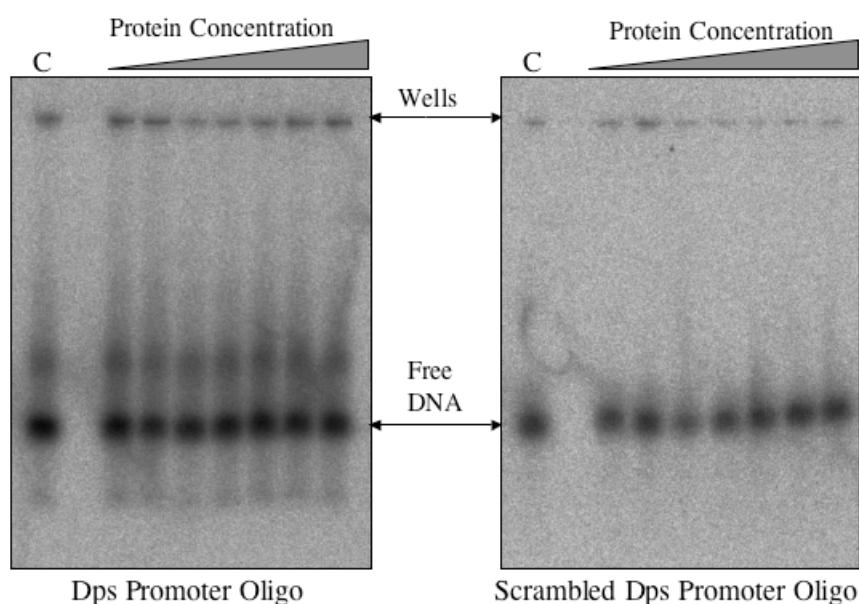 Protein Concentration
C
Protein Concentration
C
Wells
Free
DNA
Dps Promoter Oligo
Scrambled Dps Promoter Oligo